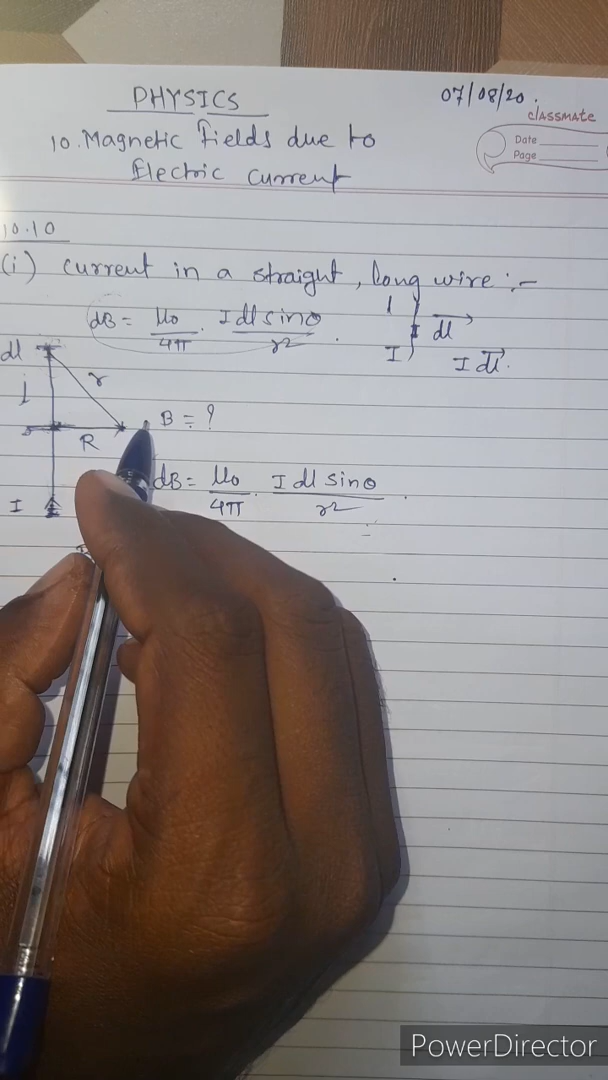 PHYSICS
07/08/20.
classmate
Date
Page
10. Magnetic Fields due to
Electric Current
10.10
(i) current in a straight, long wire :-
dB = μ₀/4π · I dl sinθ/r² .
I dl
I dl.
dl
r
B = ?
R
I
dB = μ₀/4π · I dl sinθ/r² .
PowerDirector